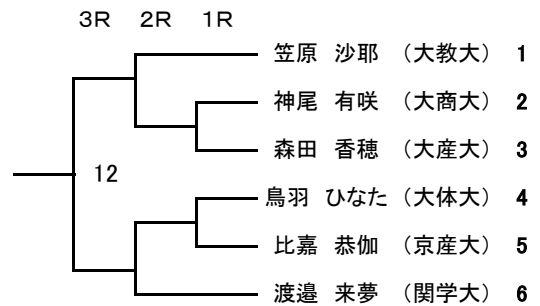 3R 2R 1R
笠原 沙耶 (大教大) 1
神尾 有咲 (大商大) 2
森田 香穂 (大産大) 3
12
鳥羽 ひなた (大体大) 4
比嘉 恭伽 (京産大) 5
渡邉 来夢 (関学大) 6